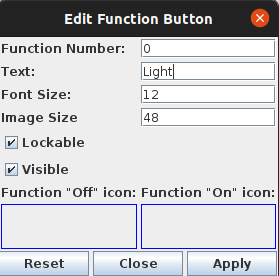 Edit Function Button
Function Number: 0
Text: Light
Font Size: 12
Image Size 48
Lockable
Visible
Function "Off" icon: Function "On" icon:
Reset Close Apply